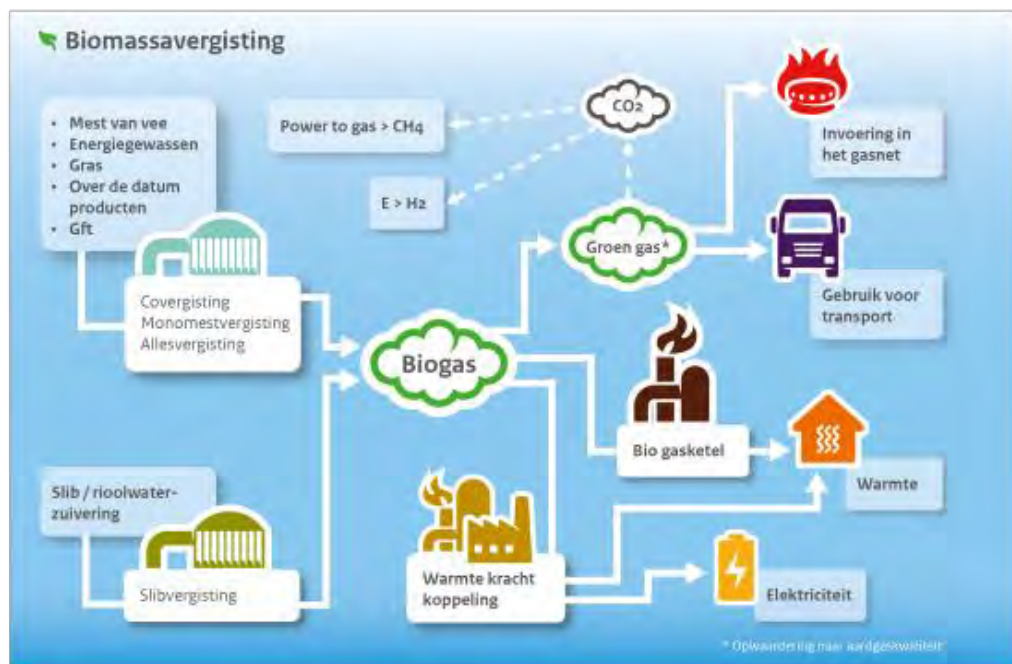 Biomassavergisting
• Mest van vee
• Energiegewassen
• Gras
• Over de datum
producten
• Gft
Power to gas > CH4
CO2
E > H2
Invoering in
het gasnet
Groen gas*
Gebruik voor
transport
Covergisting
Monomestvergisting
Allesvergisting
Biogas
Bio gasketel
Warmte
Slib / rioolwater-
zuivering
Slibvergisting
Warmte kracht
koppeling
Elektriciteit
* Opwaardering naar aardgaskwaliteit